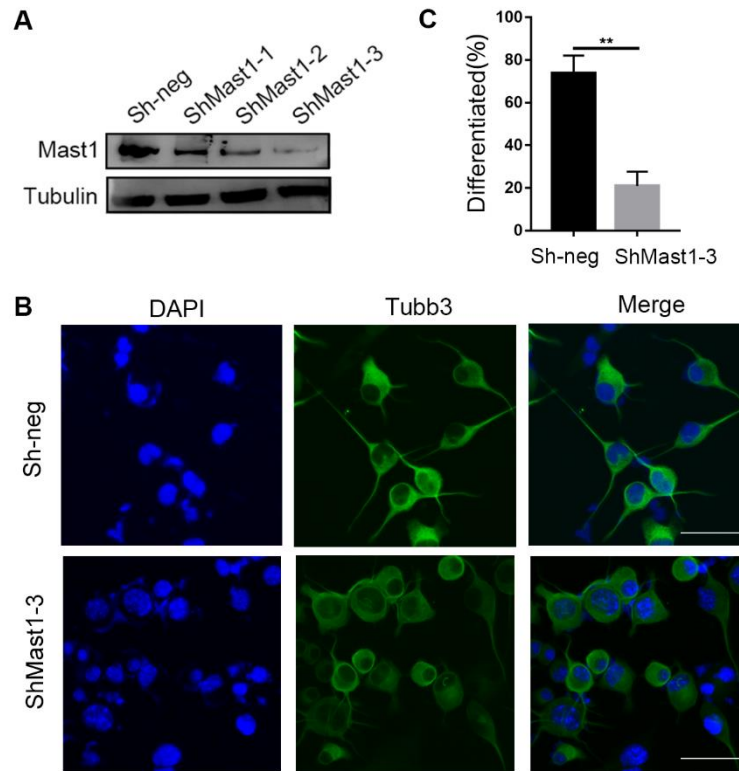 A
Sh-neg
ShMast1-1
ShMast1-2
ShMast1-3
Mast1
Tubulin
C
Differentiated(%)
100
80
60
40
20
0
**
Sh-neg
ShMast1-3
B
DAPI
Tubb3
Merge
Sh-neg
ShMast1-3